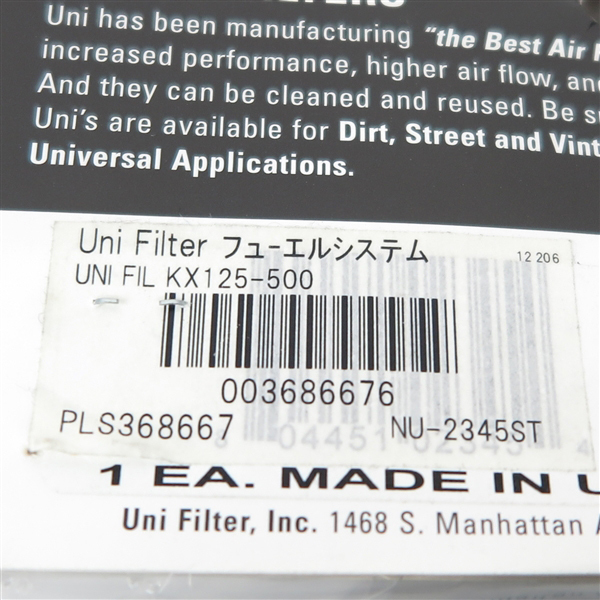 Uni has been manufacturing "the Best Air
increased performance, higher air flow, and
And they can be cleaned and reused. Be
Uni's are available for Dirt, Street and
Universal Applications.
Uni Filter フューエルシステム 12 206
UNI FIL KX125-500
003686676
PLS368667 NU-2345ST
1 EA. MADE IN
Uni Filter, Inc. 1468 S. Manhattan